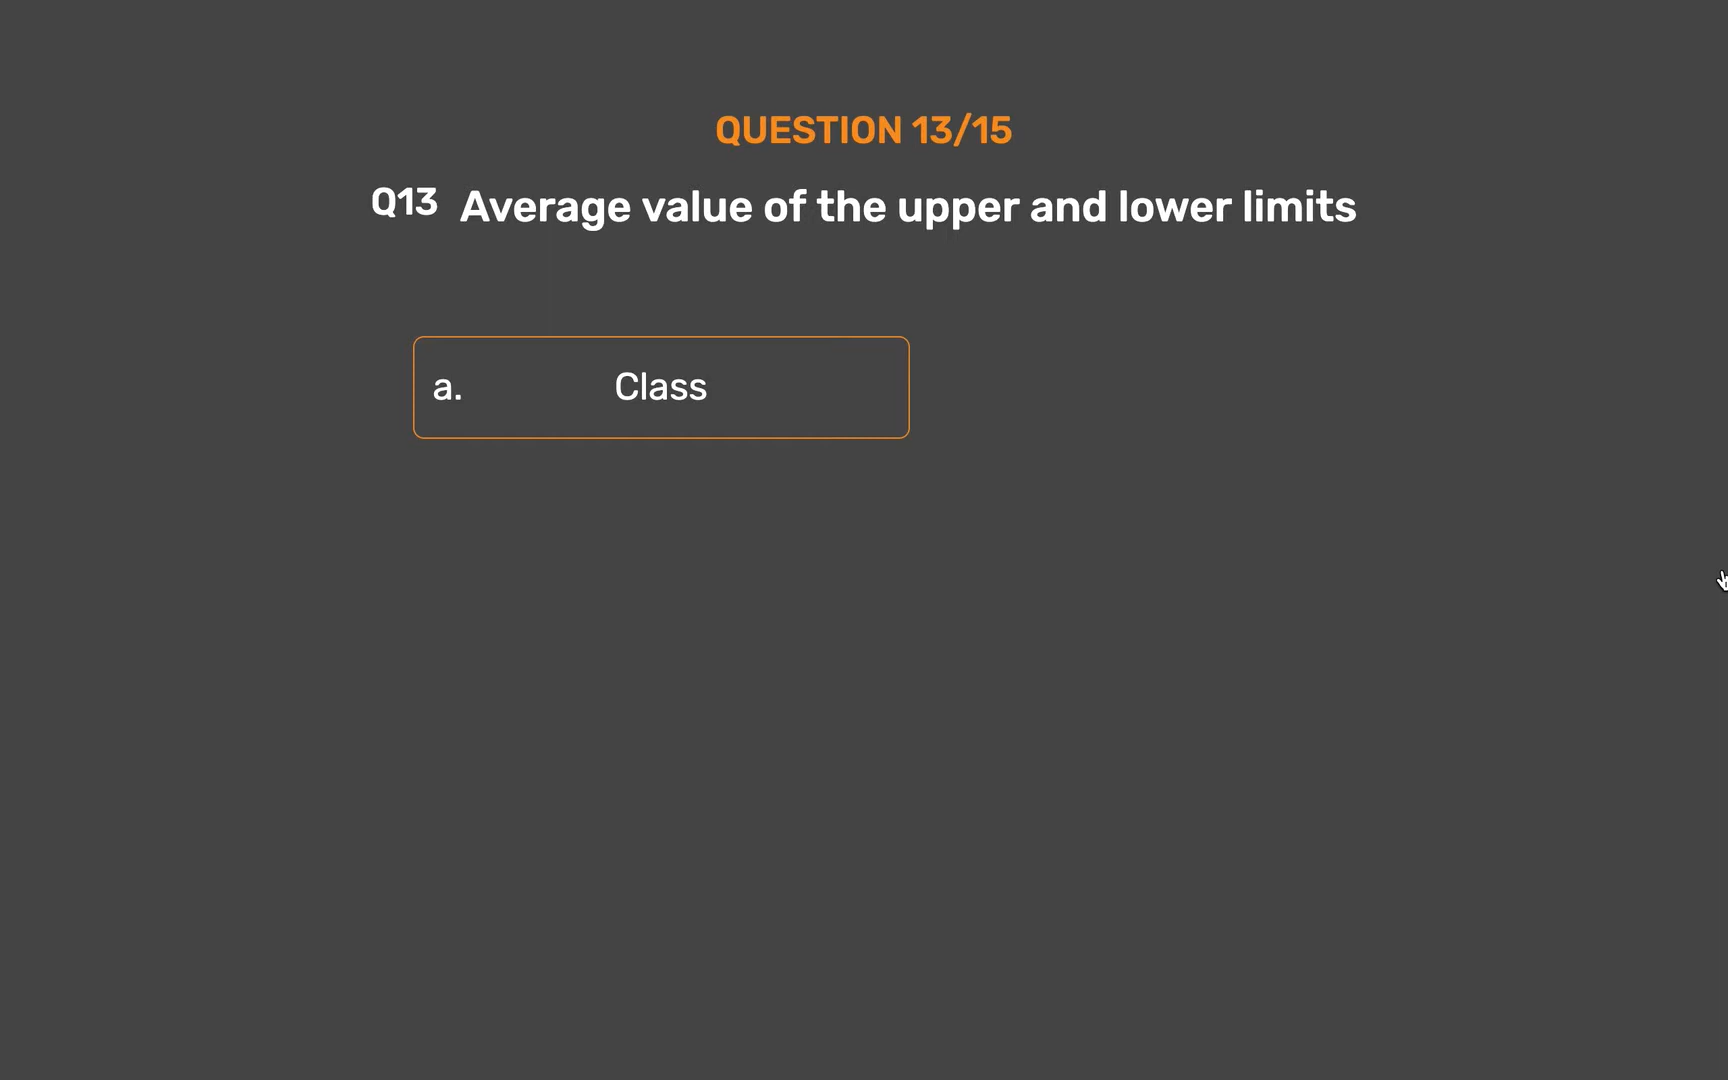 QUESTION 13/15
Q13 Average value of the upper and lower limits
a. Class